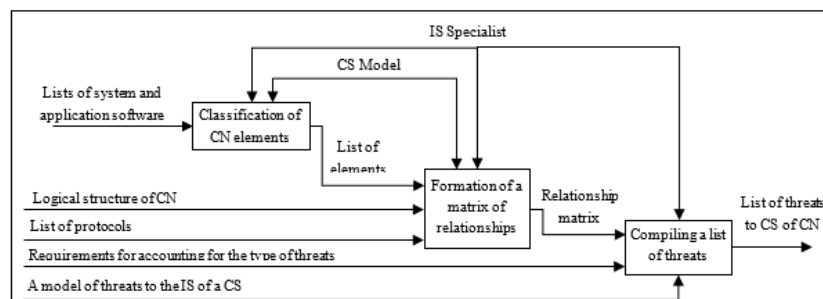 IS Specialist
CS Model
Lists of system and
application software
Classification of
CN elements
List of
elements
Logical structure of CN
List of protocols
Formation of a
matrix of
relationships
Relationship
matrix
Requirements for accounting for the type of threats
A model of threats to the IS of a CS
Compiling a list
of threats
List of threats
to CS of CN